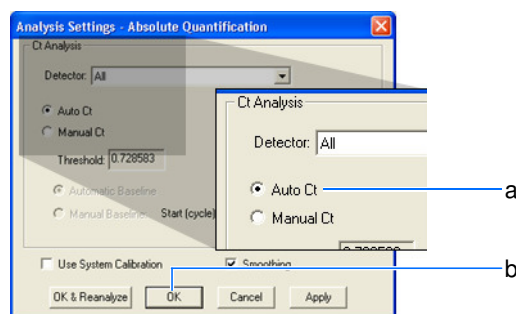 Analysis Settings - Absolute Quantification
Ct Analysis
Detector: All
Auto Ct
Manual Ct
Threshold: 0.728583
Automatic Baseline
Manual Baseline: Start (cycle)
Use System Calibration
Smoothing
OK & Reanalyze
OK
Cancel
Apply
Ct Analysis
Detector: All
Auto Ct
Manual Ct
a
b